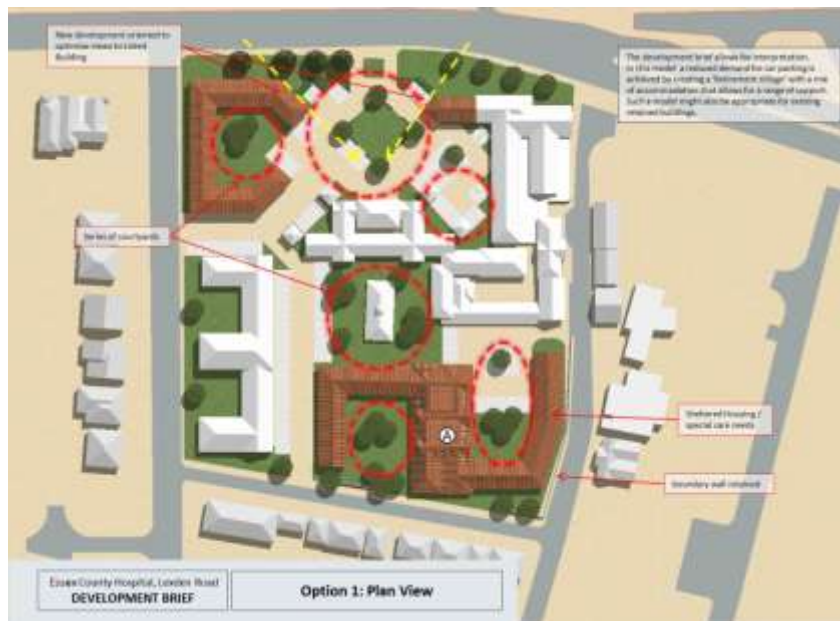 New development oriented to
optimise views to Listed
Building
The development brief allows for interpretation.
In this model a reduced demand for car parking is
achieved by creating a 'Retirement Village' with a mix
of accommodation that allows for a range of support.
Such a model might also be appropriate for existing
retained buildings.
Series of courtyards
A
Sheltered Housing /
special care needs
Boundary wall retained
Essex County Hospital, London Road
DEVELOPMENT BRIEF
Option 1: Plan View